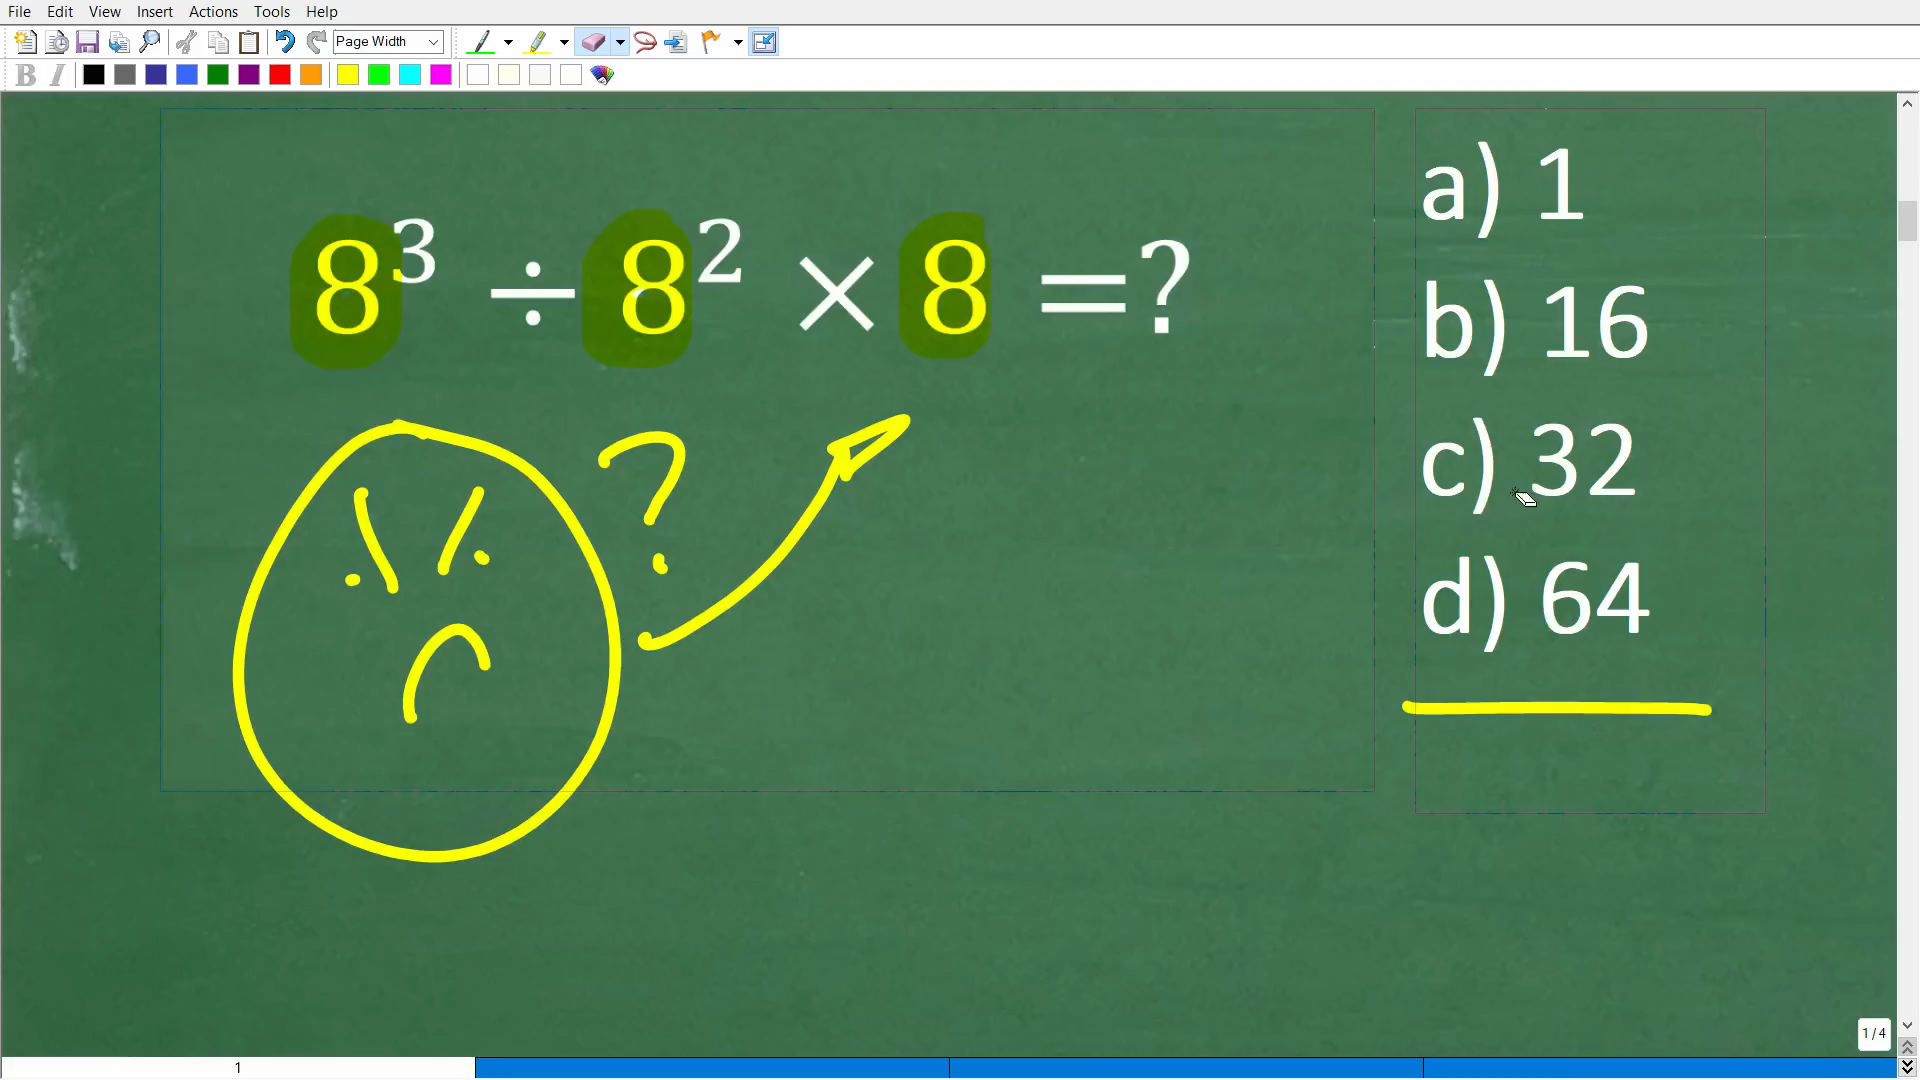 File Edit View Insert Actions Tools Help
Page Width
B I
8³ ÷ 8² × 8 =?
?
a) 1
b) 16
c) 32
d) 64
1 / 4
1